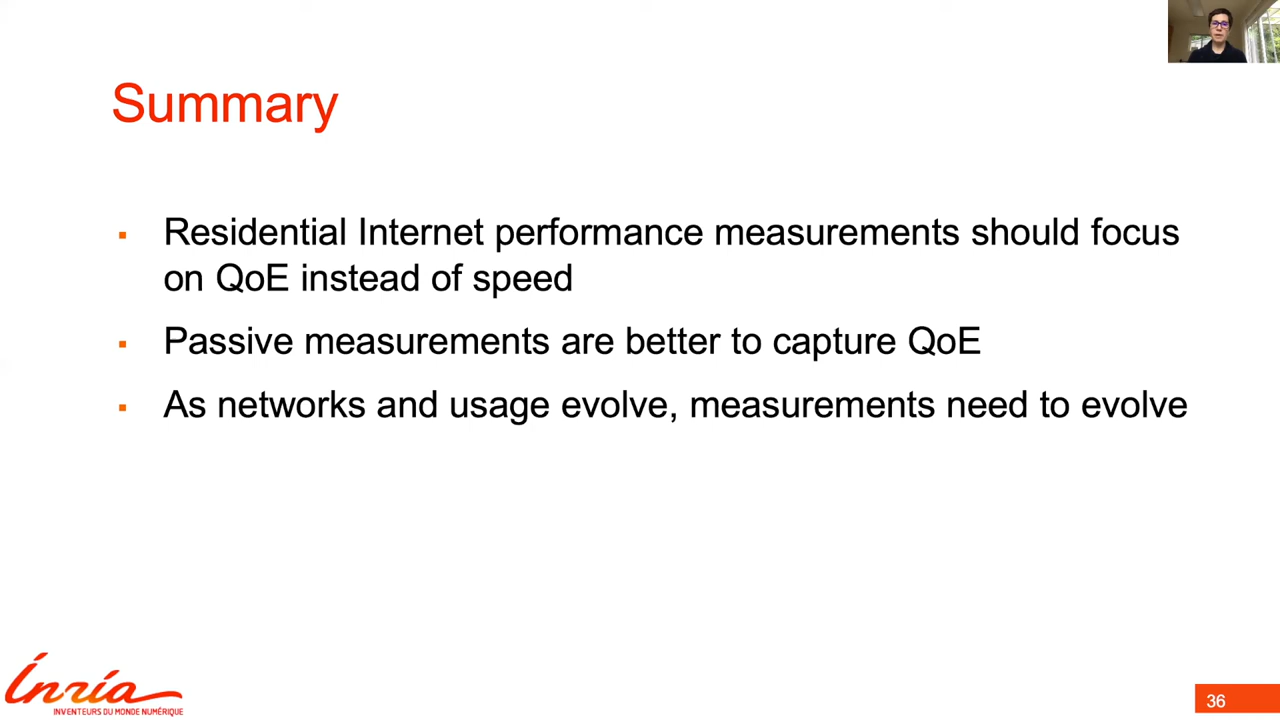 Summary
▪ Residential Internet performance measurements should focus
on QoE instead of speed
▪ Passive measurements are better to capture QoE
▪ As networks and usage evolve, measurements need to evolve
Inria
INVENTEURS DU MONDE NUMÉRIQUE
36